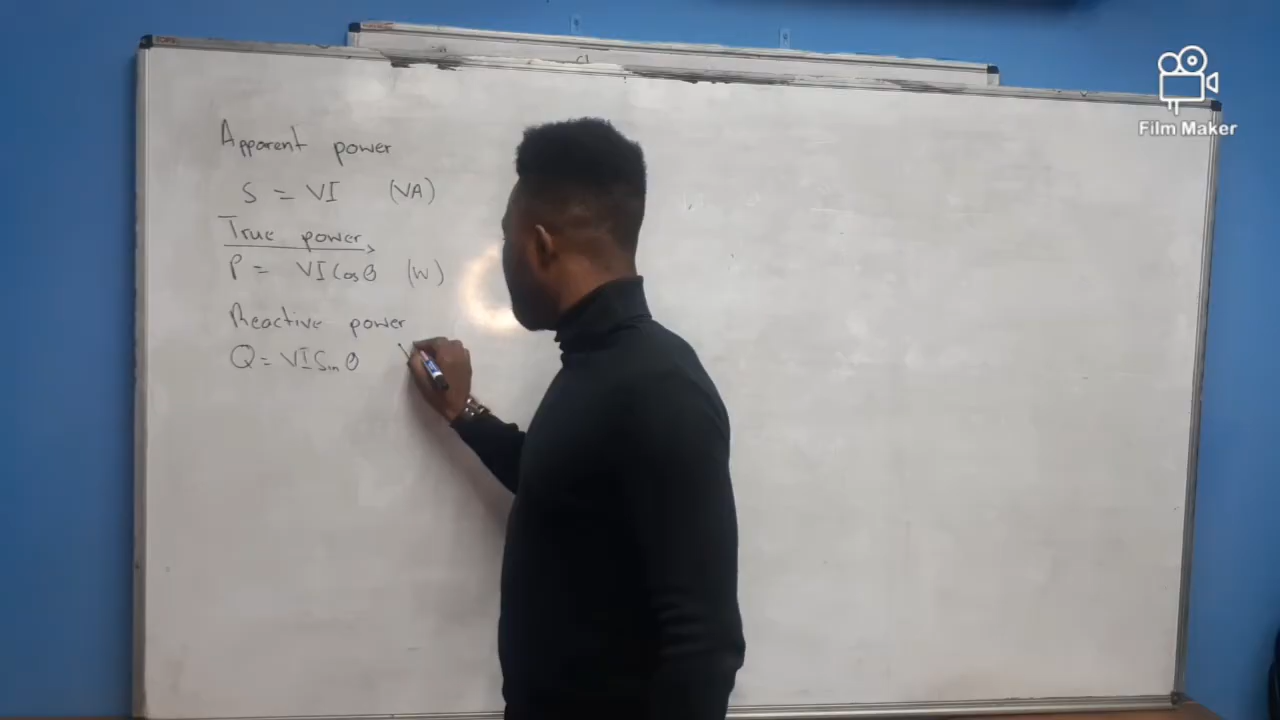 Apparent power
S = VI (VA)
True power
P = VI Cos θ (W)
Reactive power
Q = VI Sin θ
Film Maker